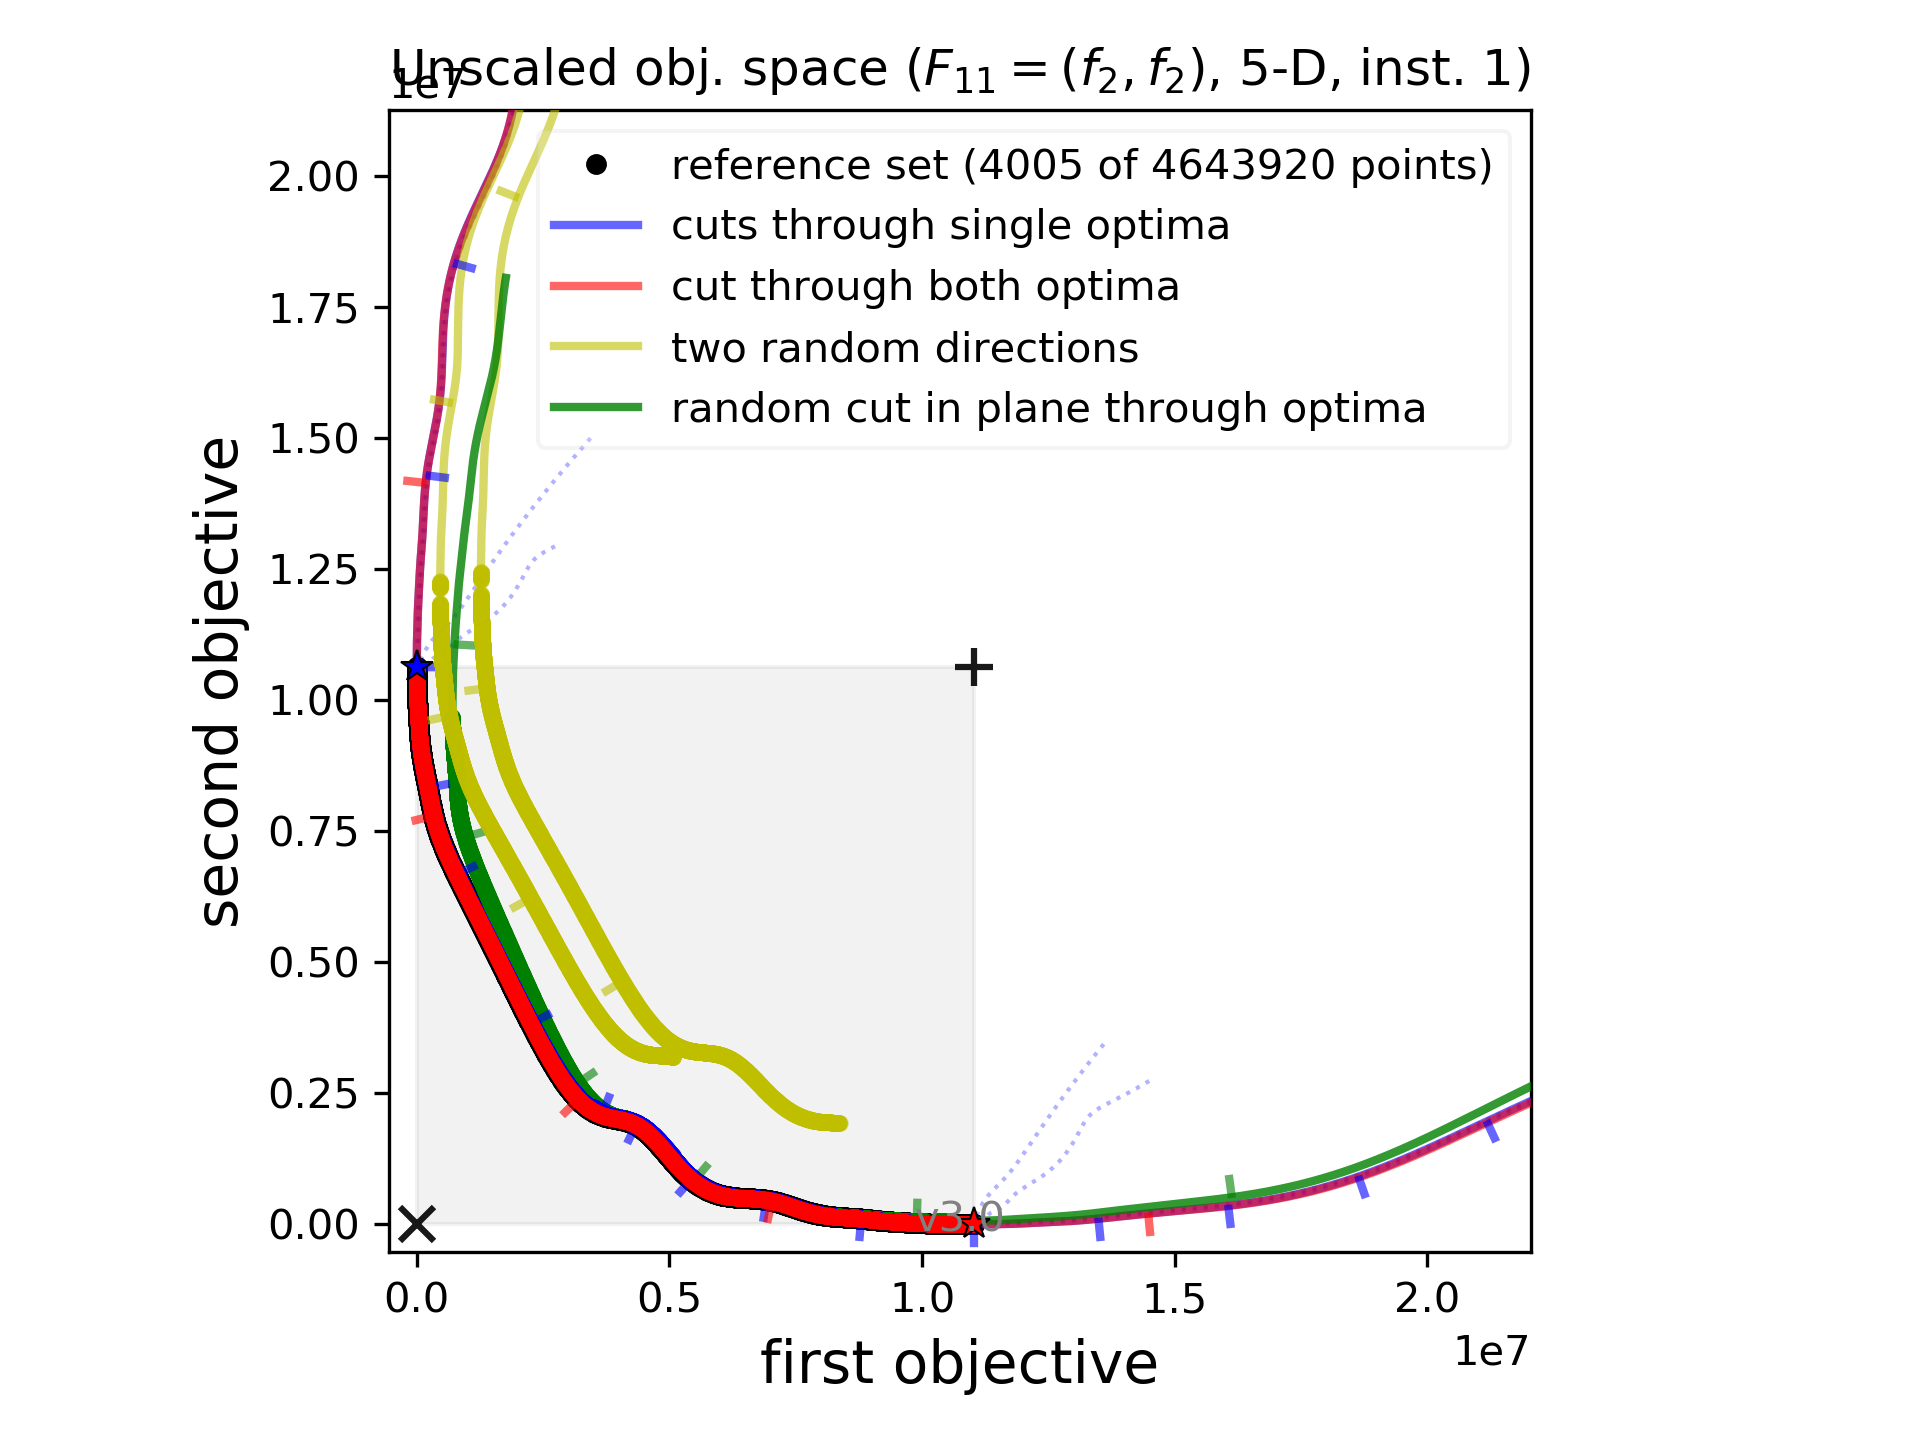 Unscaled obj. space (F₁₁ = (f₂, f₂), 5-D, inst. 1)
1e7
reference set (4005 of 4643920 points)
cuts through single optima
cut through both optima
two random directions
random cut in plane through optima
2.00
1.75
1.50
1.25
1.00
0.75
0.50
0.25
0.00
second objective
v3.0
0.0 0.5 1.0 1.5 2.0
1e7
first objective